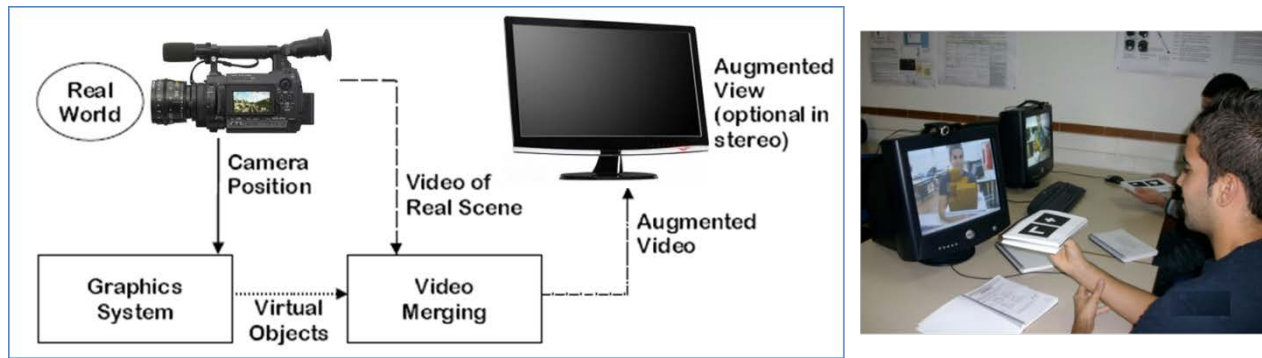 Real
World
Camera
Position
Video of
Real Scene
Augmented
View
(optional in
stereo)
Augmented
Video
Graphics
System
Virtual
Objects
Video
Merging